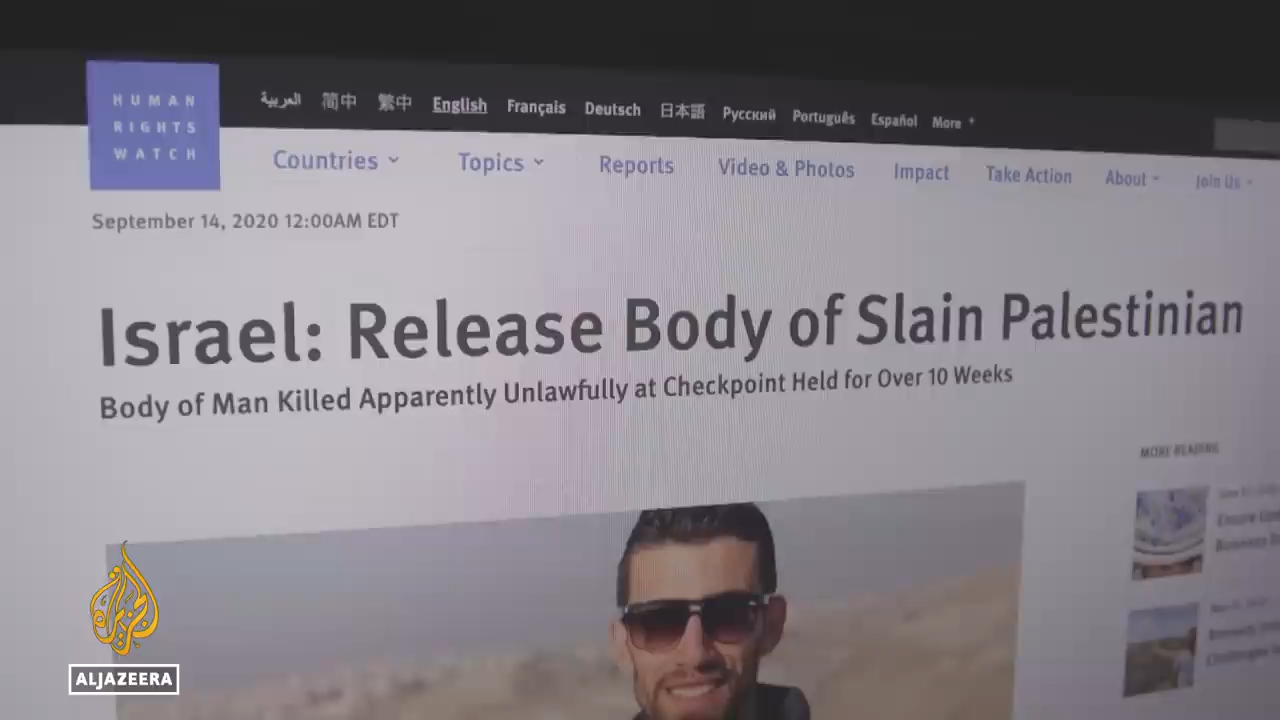 HUMAN
RIGHTS
WATCH
العربية 简中 繁中 English Français Deutsch 日本語 Русский Português Español More
Countries Topics Reports Video & Photos Impact Take Action About Join Us
September 14, 2020 12:00AM EDT
Israel: Release Body of Slain Palestinian
Body of Man Killed Apparently Unlawfully at Checkpoint Held for Over 10 Weeks
MORE READING
الجزيرة
ALJAZEERA